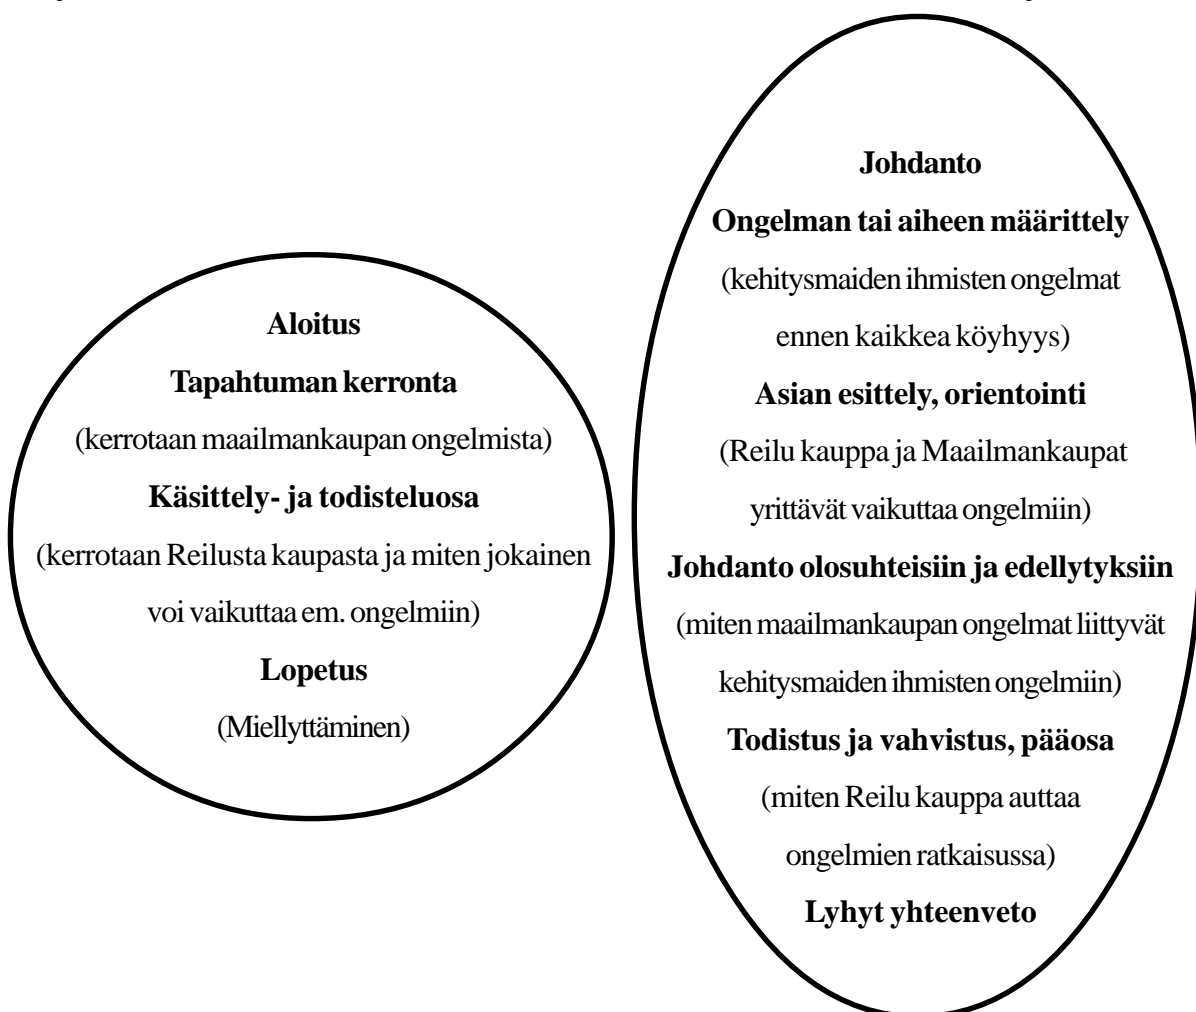 Aloitus
Tapahtuman kerronta
(kerrotaan maailmankaupan ongelmista)
Käsittely- ja todisteluosa
(kerrotaan Reilusta kaupasta ja miten jokainen
voi vaikuttaa em. ongelmiin)
Lopetus
(Miellyttäminen)
Johdanto
Ongelman tai aiheen määrittely
(kehitysmaiden ihmisten ongelmat
ennen kaikkea köyhyys)
Asian esittely, orientointi
(Reilu kauppa ja Maailmankaupat
yrittävät vaikuttaa ongelmiin)
Johdanto olosuhteisiin ja edellytyksiin
(miten maailmankaupan ongelmat liittyvät
kehitysmaiden ihmisten ongelmiin)
Todistus ja vahvistus, pääosa
(miten Reilu kauppa auttaa
ongelmien ratkaisussa)
Lyhyt yhteenveto